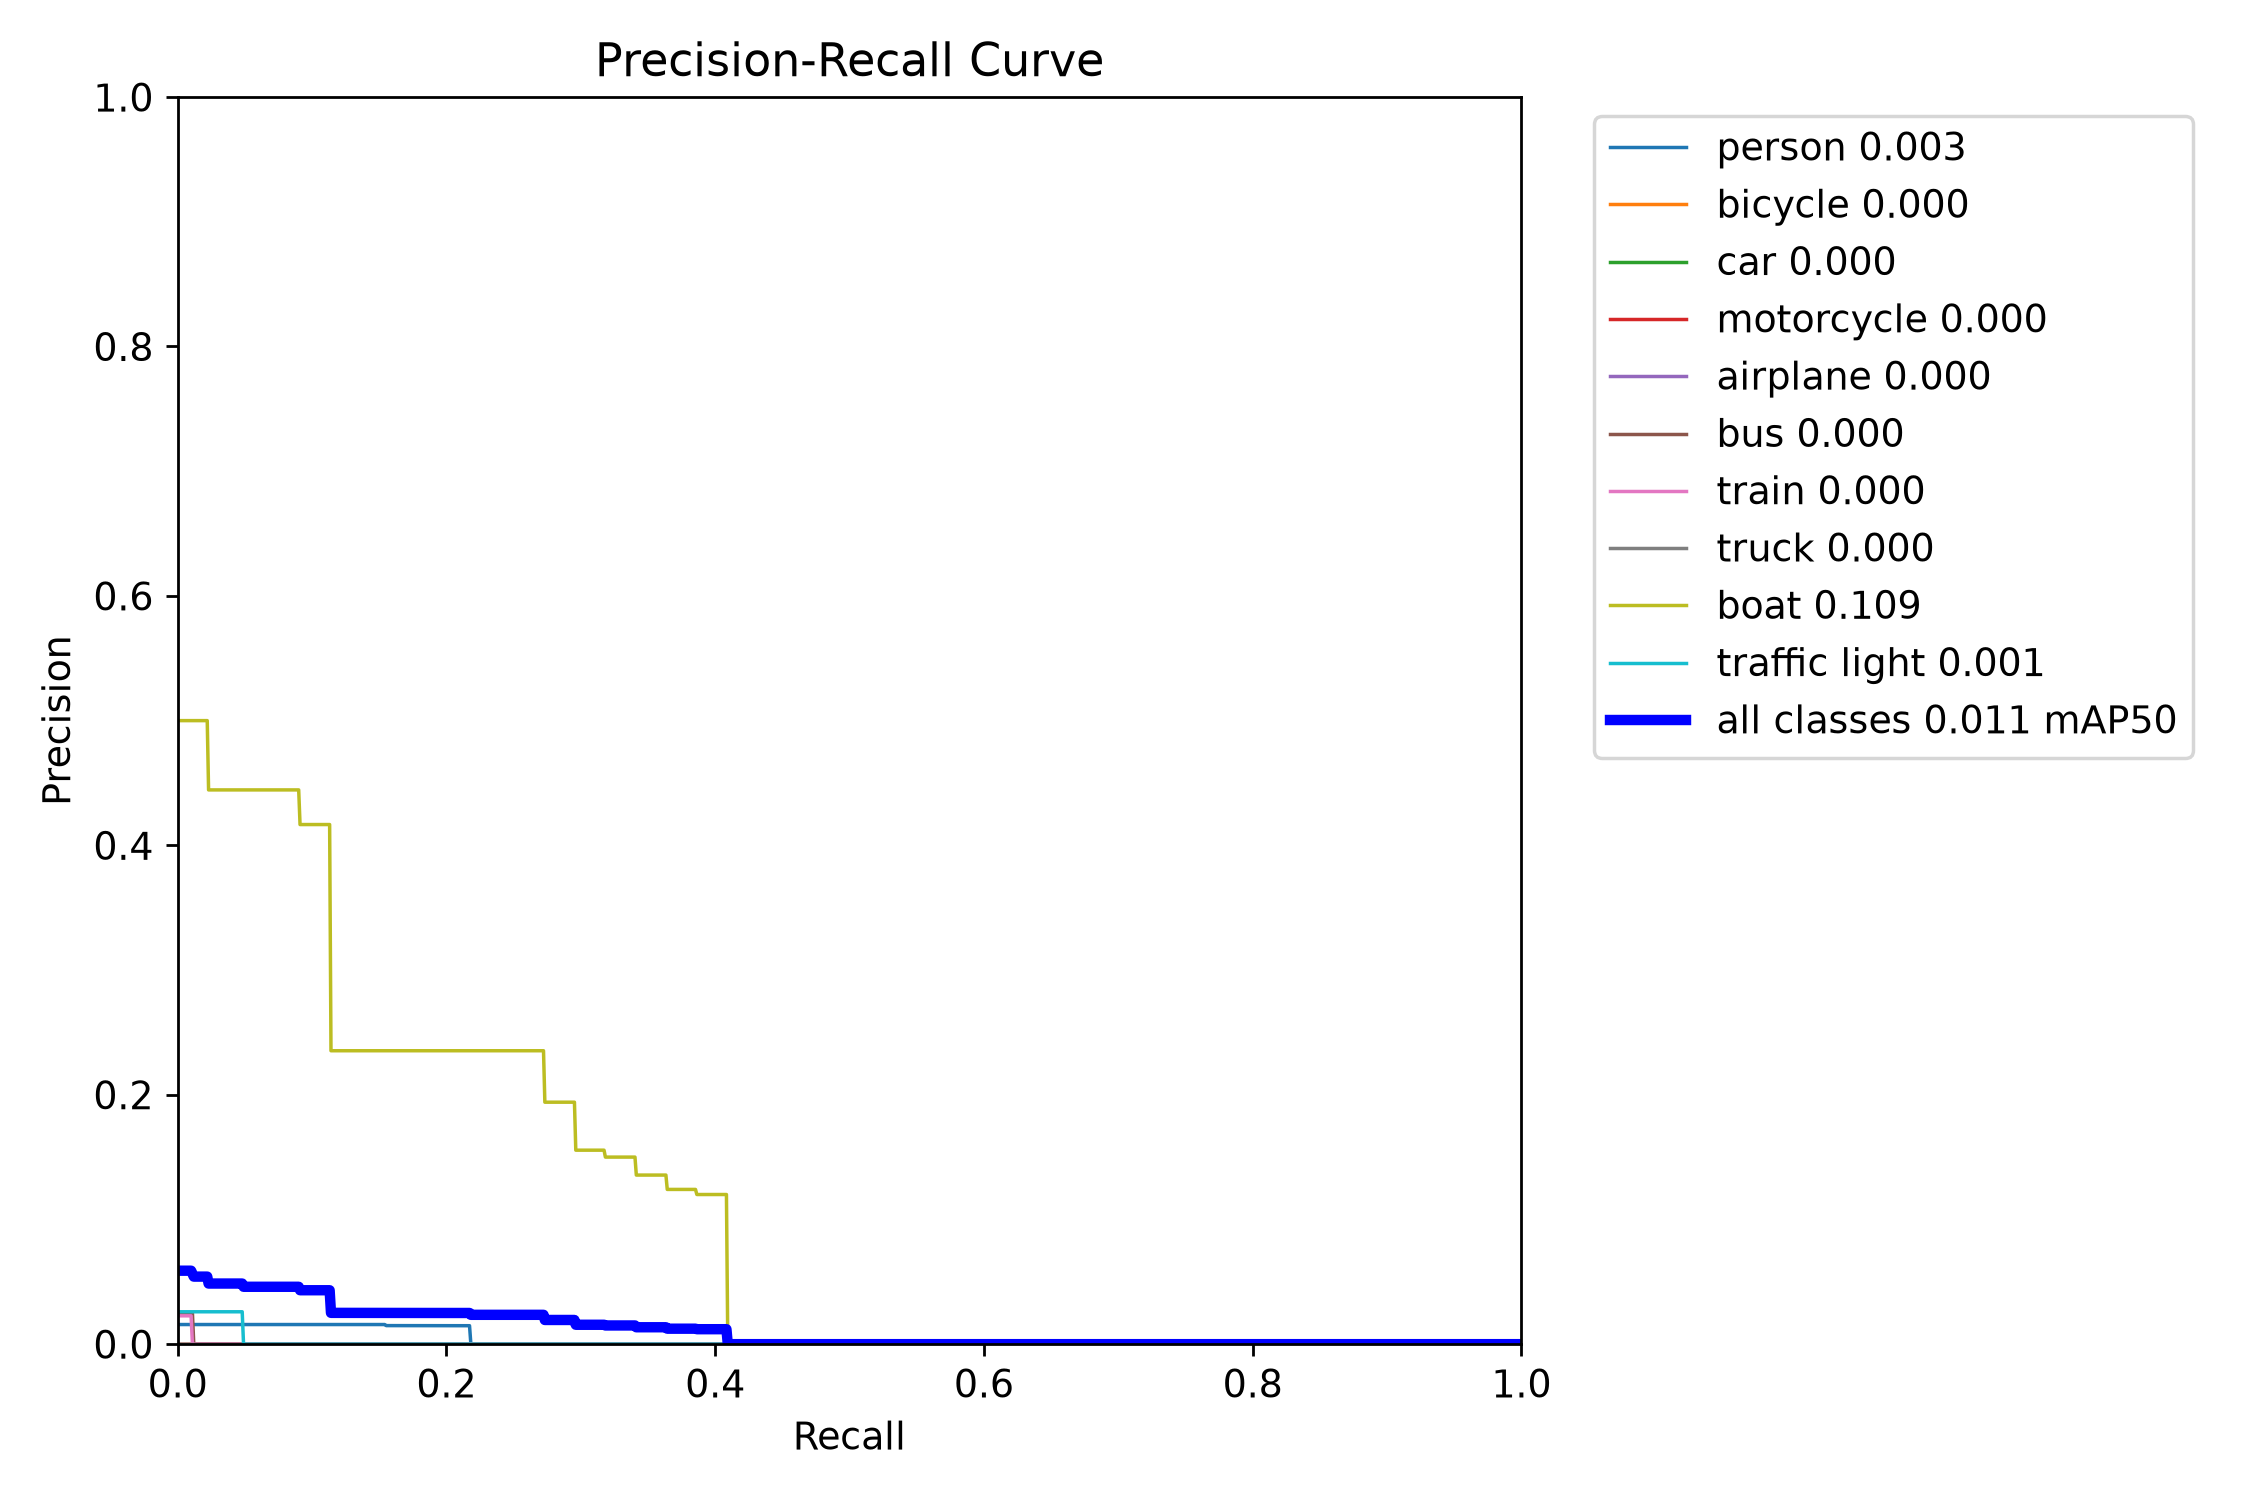 Precision-Recall Curve
1.0
0.8
0.6
0.4
0.2
0.0
Precision
0.0 0.2 0.4 0.6 0.8 1.0
Recall
person 0.003
bicycle 0.000
car 0.000
motorcycle 0.000
airplane 0.000
bus 0.000
train 0.000
truck 0.000
boat 0.109
traffic light 0.001
all classes 0.011 mAP50